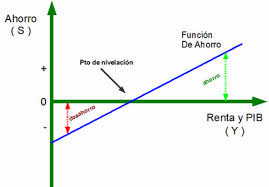 Ahorro
( S )
Función
De Ahorro
Pto de nivelación
+
ahorro
0
desahorro
-
Renta y PIB
( Y )